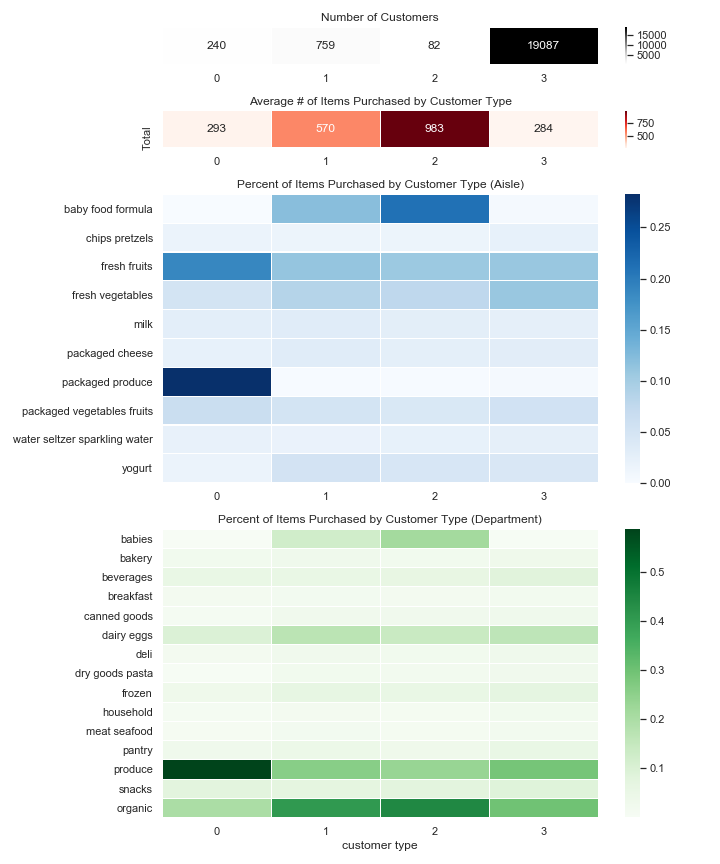 Number of Customers
240 759 82 19087
15000
10000
5000
0 1 2 3
Average # of Items Purchased by Customer Type
Total
293 570 983 284
750
500
0 1 2 3
Percent of Items Purchased by Customer Type (Aisle)
baby food formula
chips pretzels
fresh fruits
fresh vegetables
milk
packaged cheese
packaged produce
packaged vegetables fruits
water seltzer sparkling water
yogurt
0.25
0.20
0.15
0.10
0.05
0.00
0 1 2 3
Percent of Items Purchased by Customer Type (Department)
babies
bakery
beverages
breakfast
canned goods
dairy eggs
deli
dry goods pasta
frozen
household
meat seafood
pantry
produce
snacks
organic
0.5
0.4
0.3
0.2
0.1
0 1 2 3
customer type